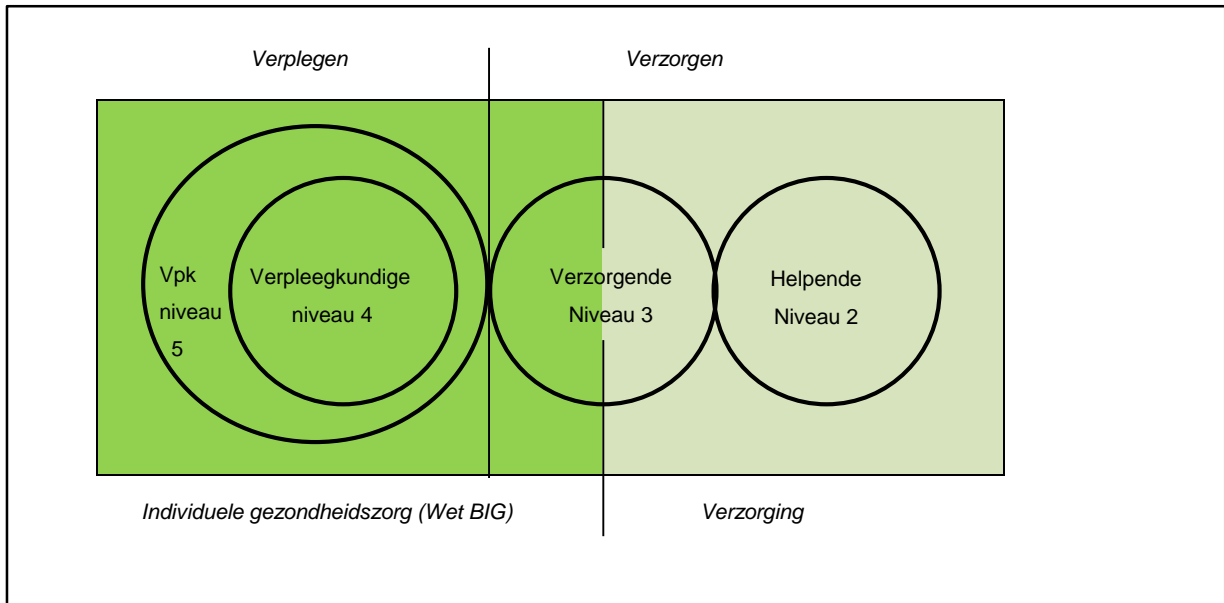 Verplegen
Verzorgen
Vpk
niveau
5
Verpleegkundige
niveau 4
Verzorgende
Niveau 3
Helpende
Niveau 2
Individuele gezondheidszorg (Wet BIG)
Verzorging